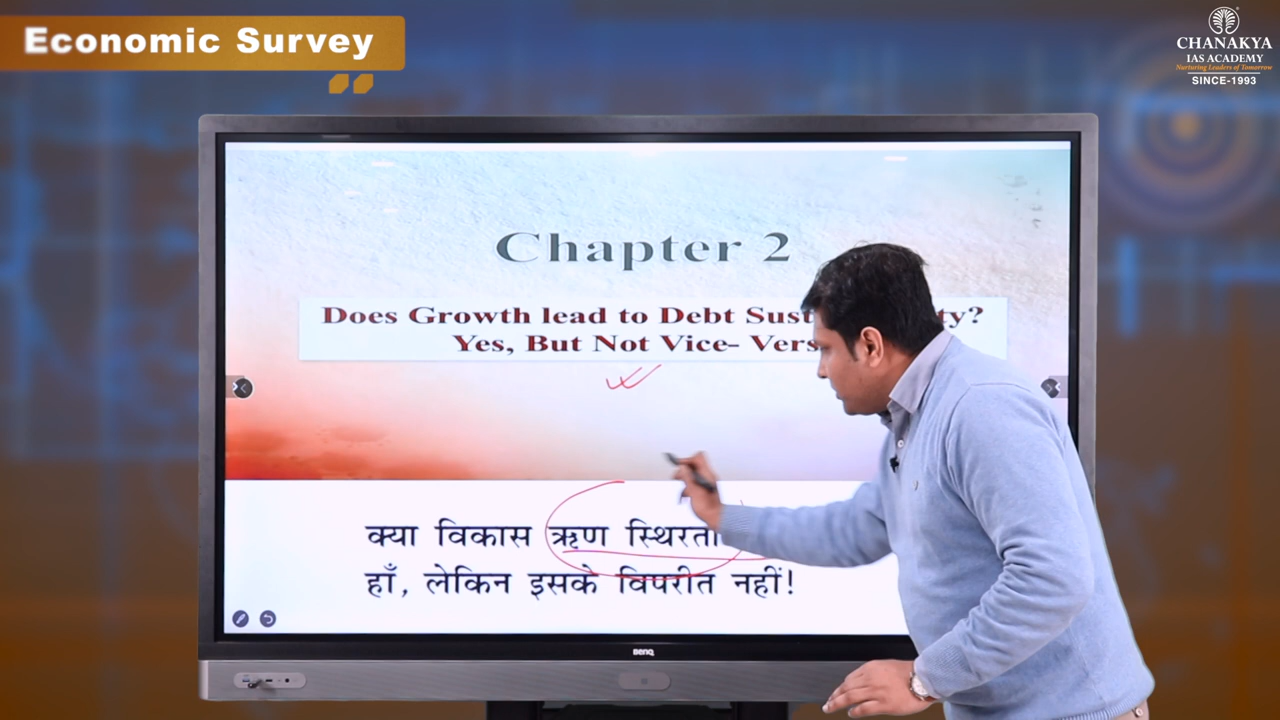 Economic Survey
CHANAKYA
IAS ACADEMY
Nurturing Leaders of Tomorrow
SINCE-1993
Chapter 2
Does Growth lead to Debt
Yes, But Not Vice-
क्या विकास ऋण स्थिरता
हाँ, लेकिन इसके विपरीत नहीं!
BenQ